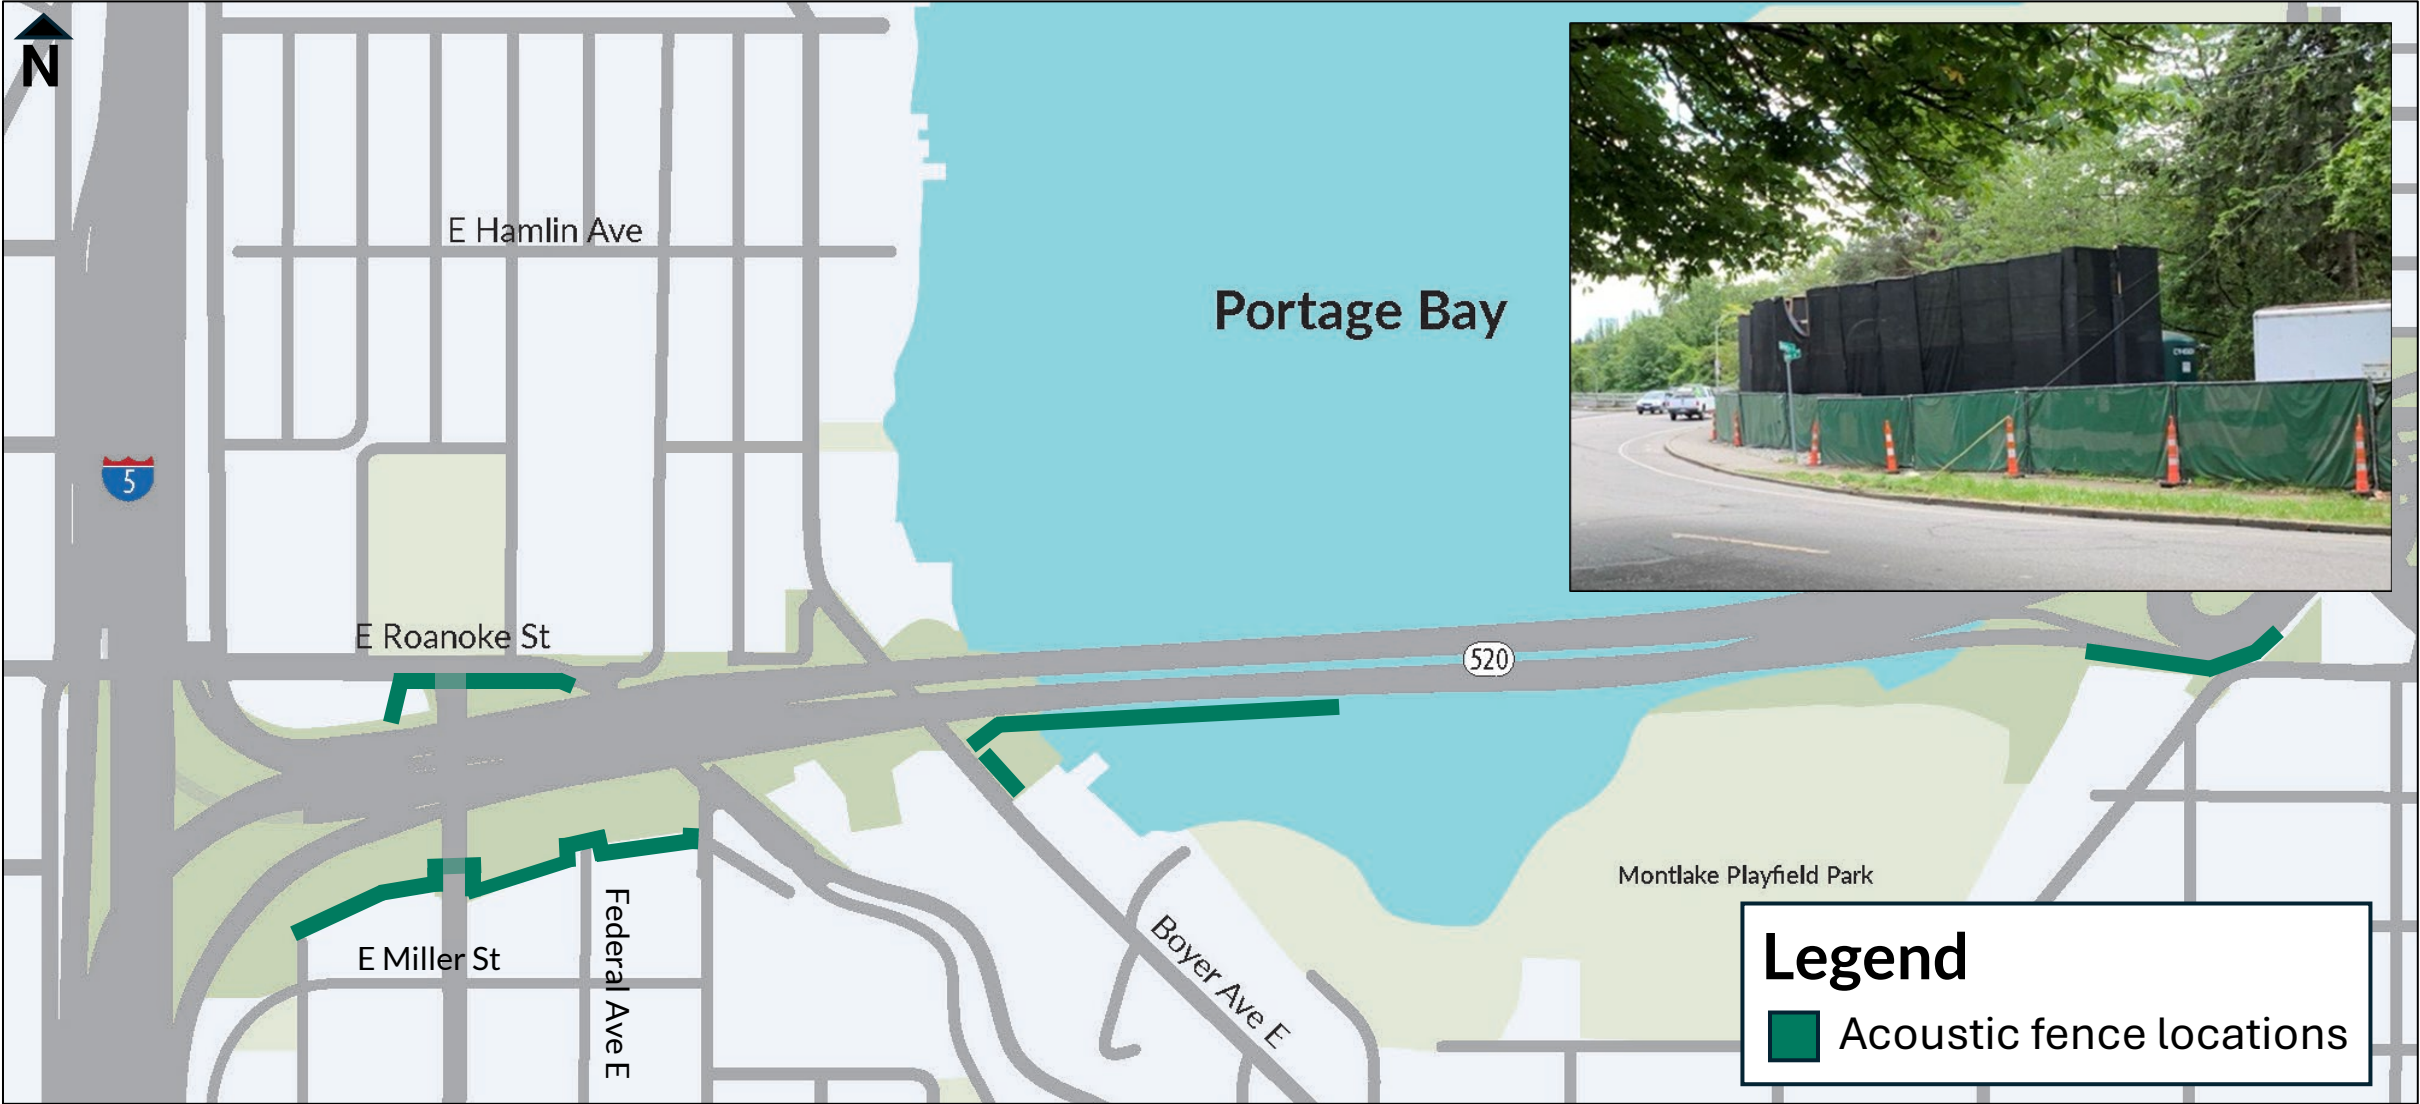 N
E Hamlin Ave
Portage Bay
5
E Roanoke St
520
Montlake Playfield Park
E Miller St
Federal Ave E
Boyer Ave E
Legend
Acoustic fence locations